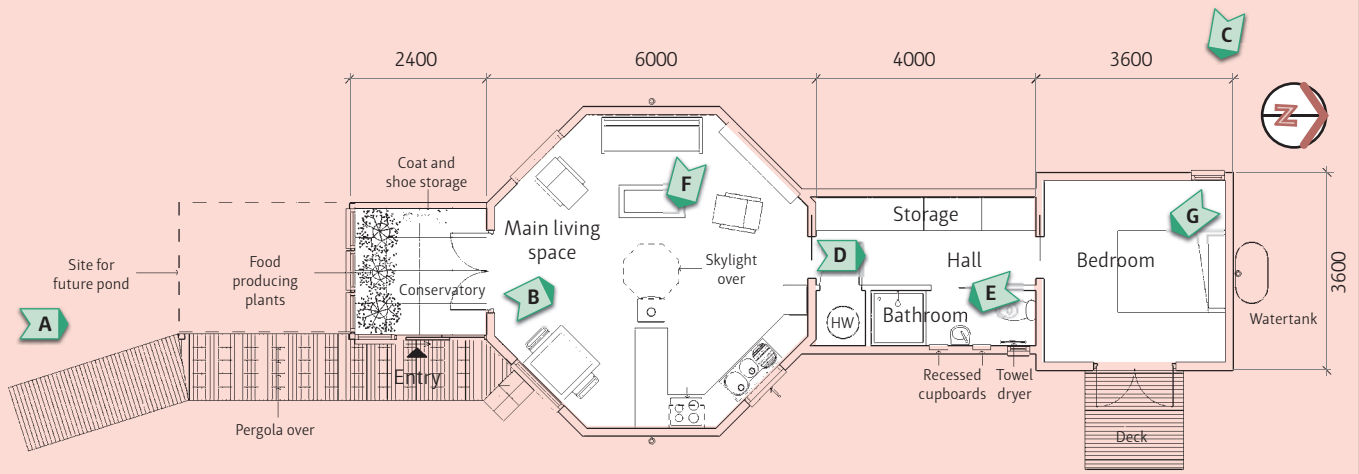 C
2400
6000
4000
3600
Z
Coat and
shoe storage
F
G
Storage
Main living
space
D
Hall
Bedroom
3600
Site for
future pond
Food
producing
plants
Skylight
over
Conservatory
B
E
A
HW
Bathroom
Watertank
Entry
Recessed
cupboards
Towel
dryer
Pergola over
Deck